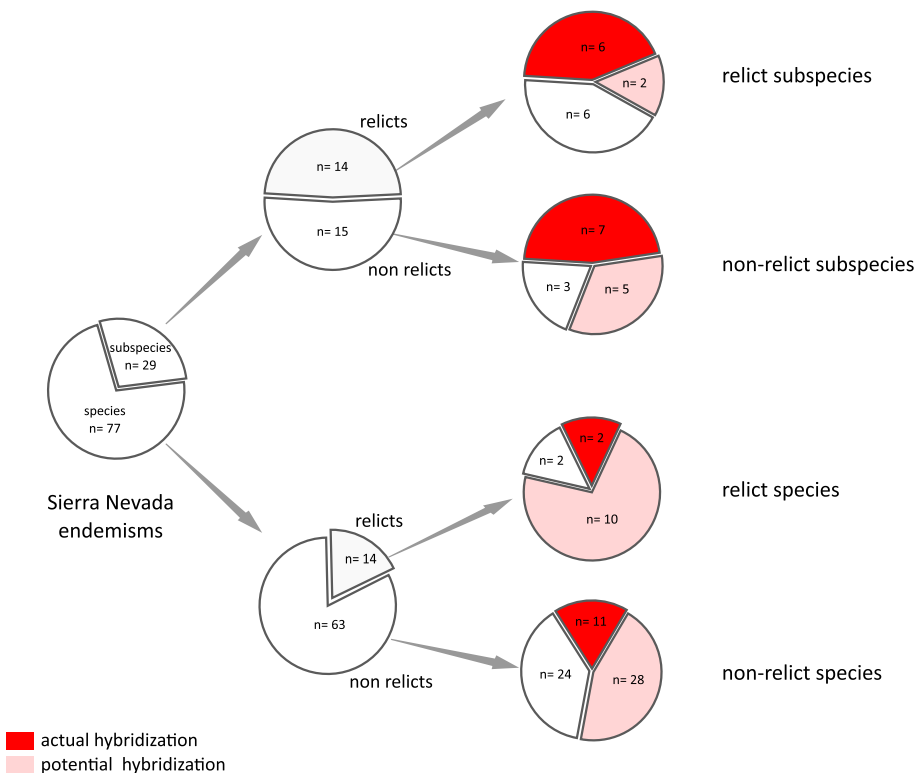 n= 6
n= 2
n= 6
relict subspecies
relicts
n= 14
n= 15
non relicts
n= 7
n= 3
n= 5
non-relict subspecies
subspecies
n= 29
species
n= 77
Sierra Nevada
endemisms
n= 2
n= 2
n= 10
relict species
relicts
n= 14
n= 63
non relicts
n= 11
n= 24
n= 28
non-relict species
actual hybridization
potential hybridization